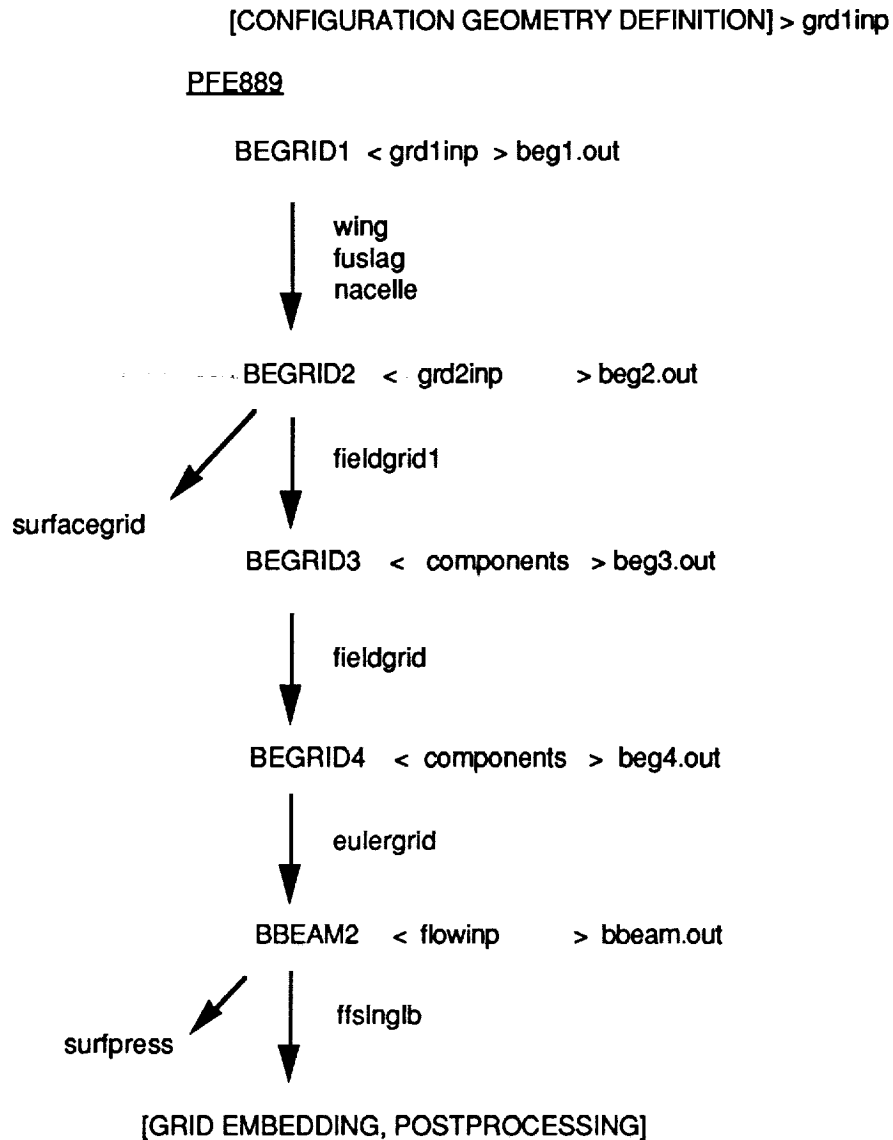 [CONFIGURATION GEOMETRY DEFINITION] > grd1inp
PFE889
BEGRID1 < grd1inp > beg1.out
wing
fuslag
nacelle
BEGRID2 < grd2inp > beg2.out
fieldgrid1
surfacegrid
BEGRID3 < components > beg3.out
fieldgrid
BEGRID4 < components > beg4.out
eulergrid
BBEAM2 < flowinp > bbeam.out
ffslnglb
surfpress
[GRID EMBEDDING, POSTPROCESSING]